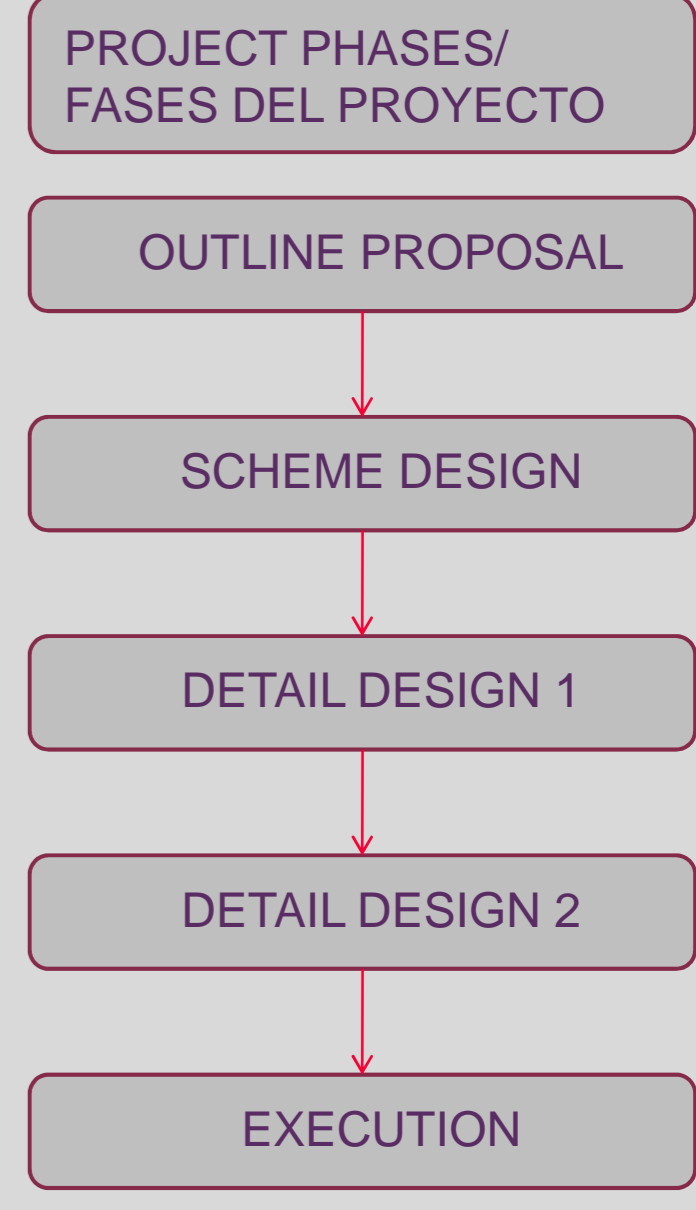 PROJECT PHASES/
FASES DEL PROYECTO
OUTLINE PROPOSAL
SCHEME DESIGN
DETAIL DESIGN 1
DETAIL DESIGN 2
EXECUTION